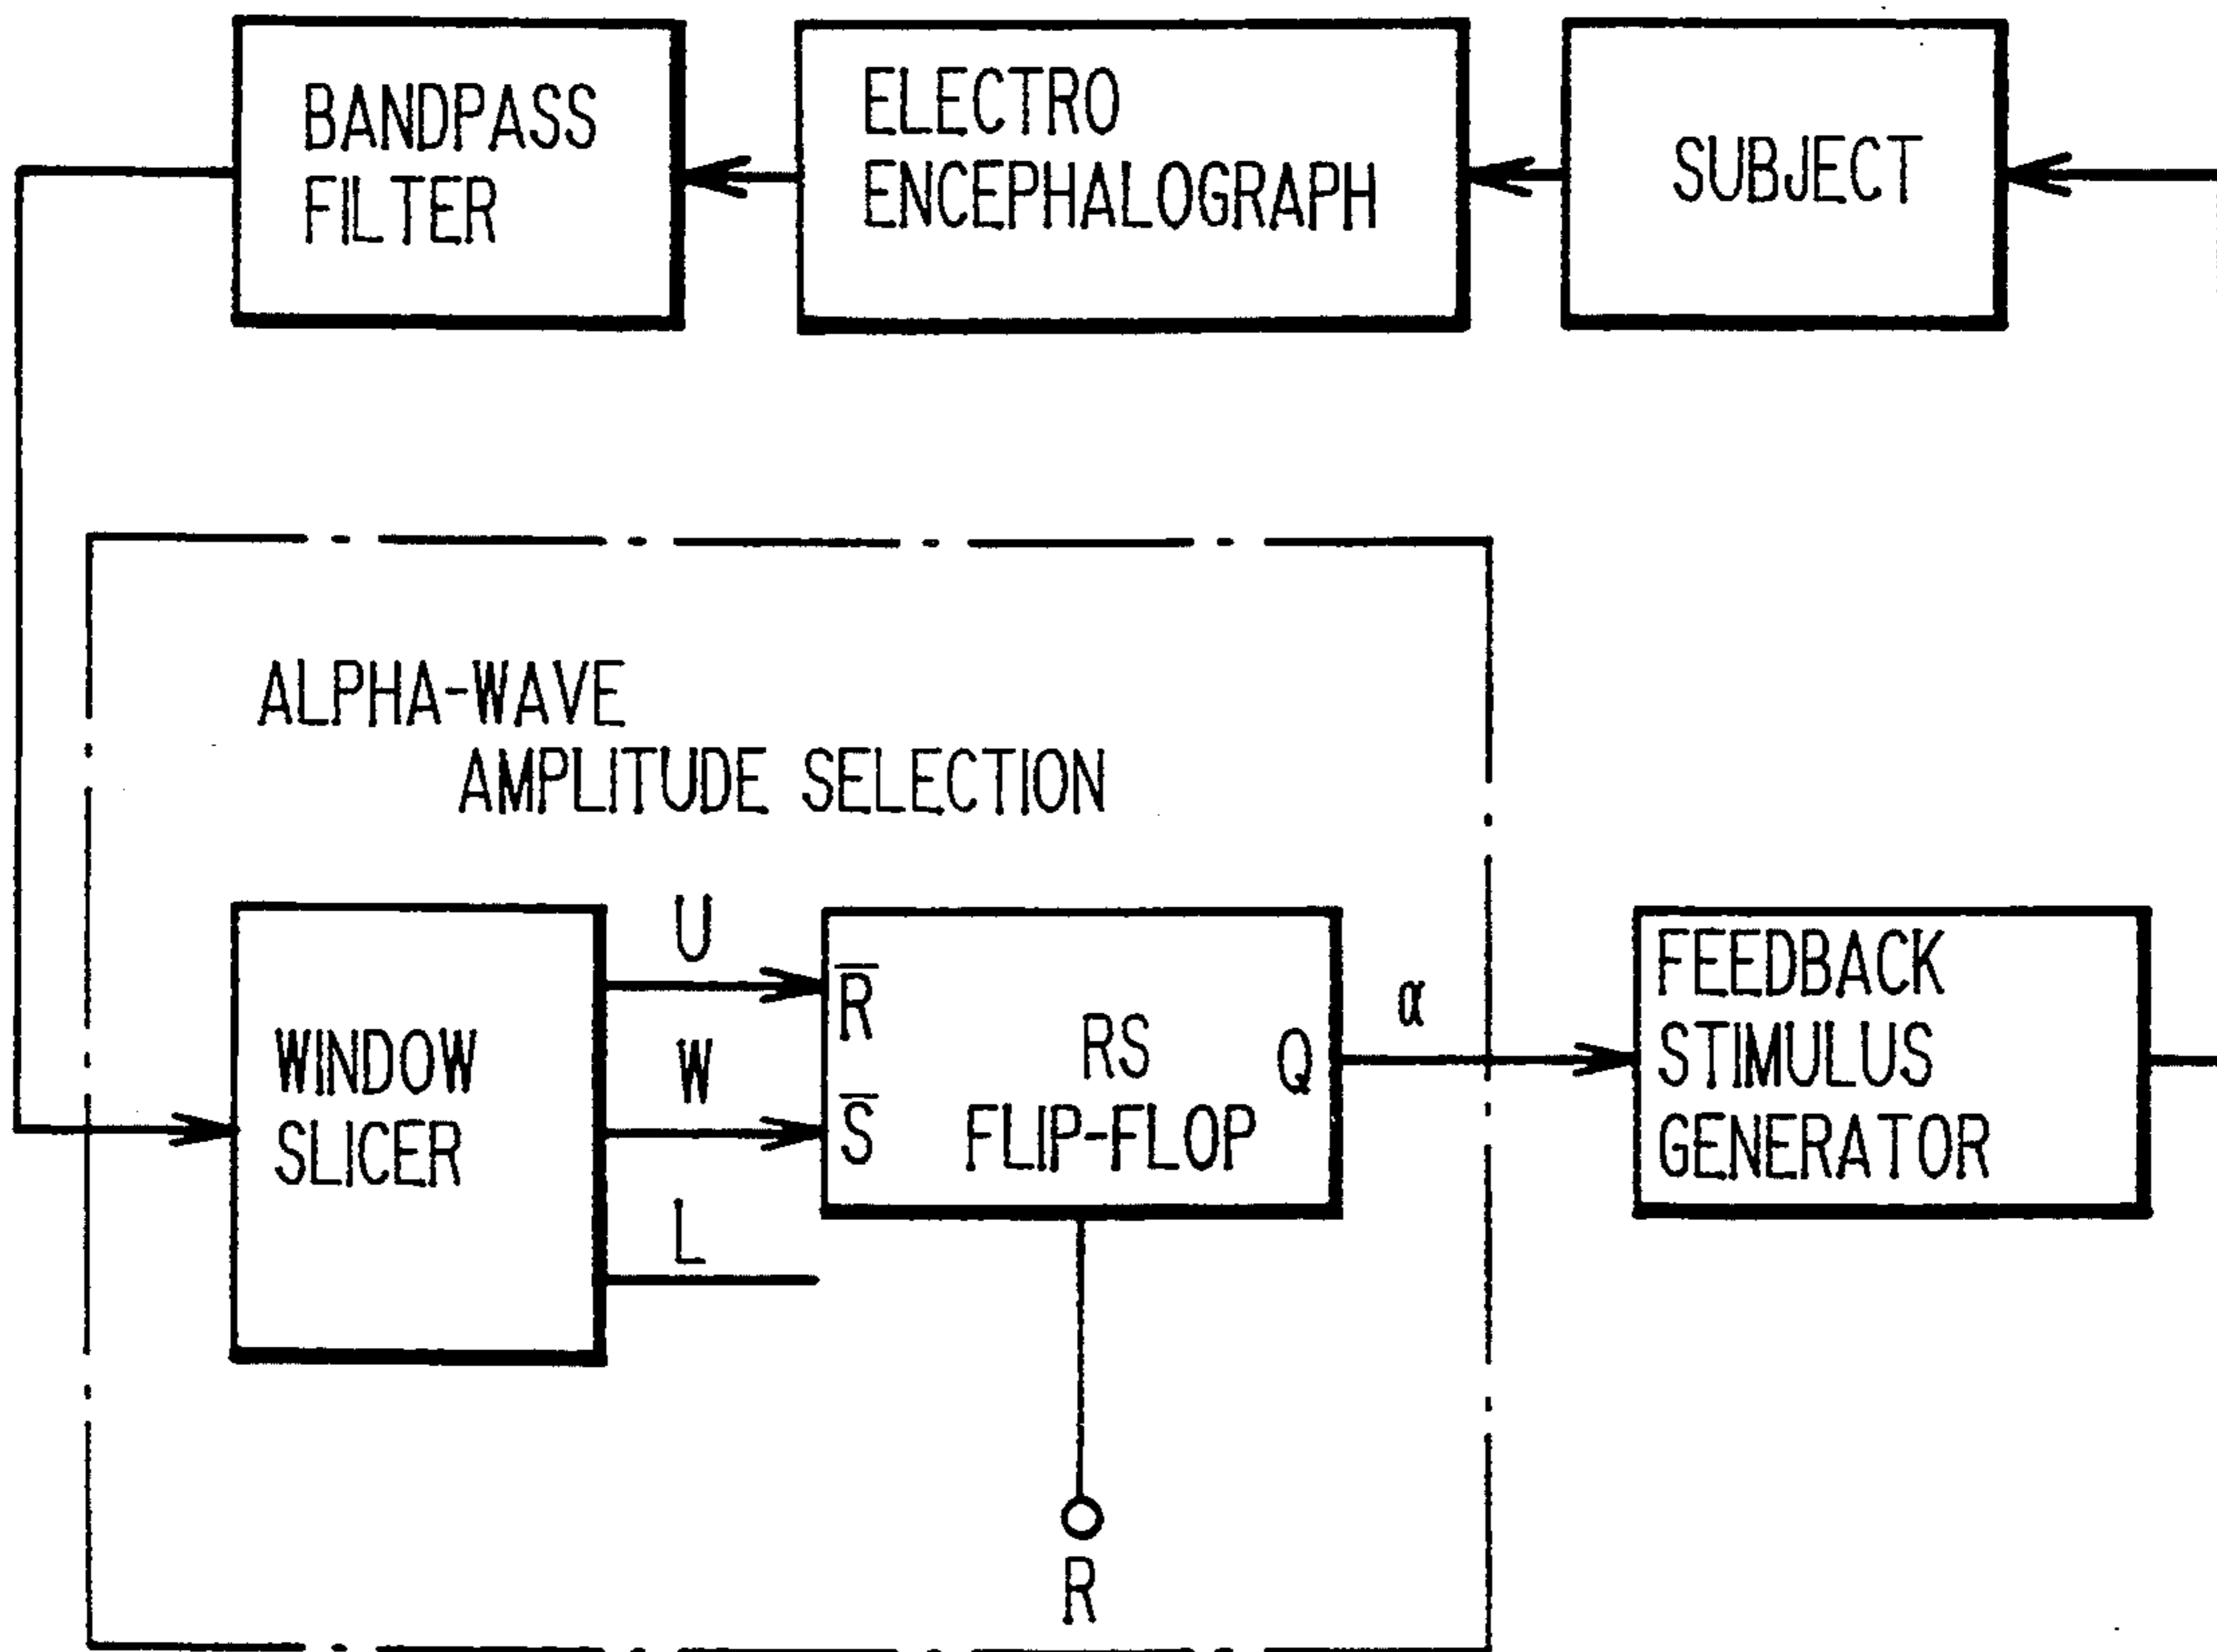 BANDPASS
FILTER
ELECTRO
ENCEPHALOGRAPH
SUBJECT
ALPHA-WAVE
AMPLITUDE SELECTION
WINDOW
SLICER
U
W
L
R̅
S̅
RS
FLIP-FLOP
Q
α
R
FEEDBACK
STIMULUS
GENERATOR